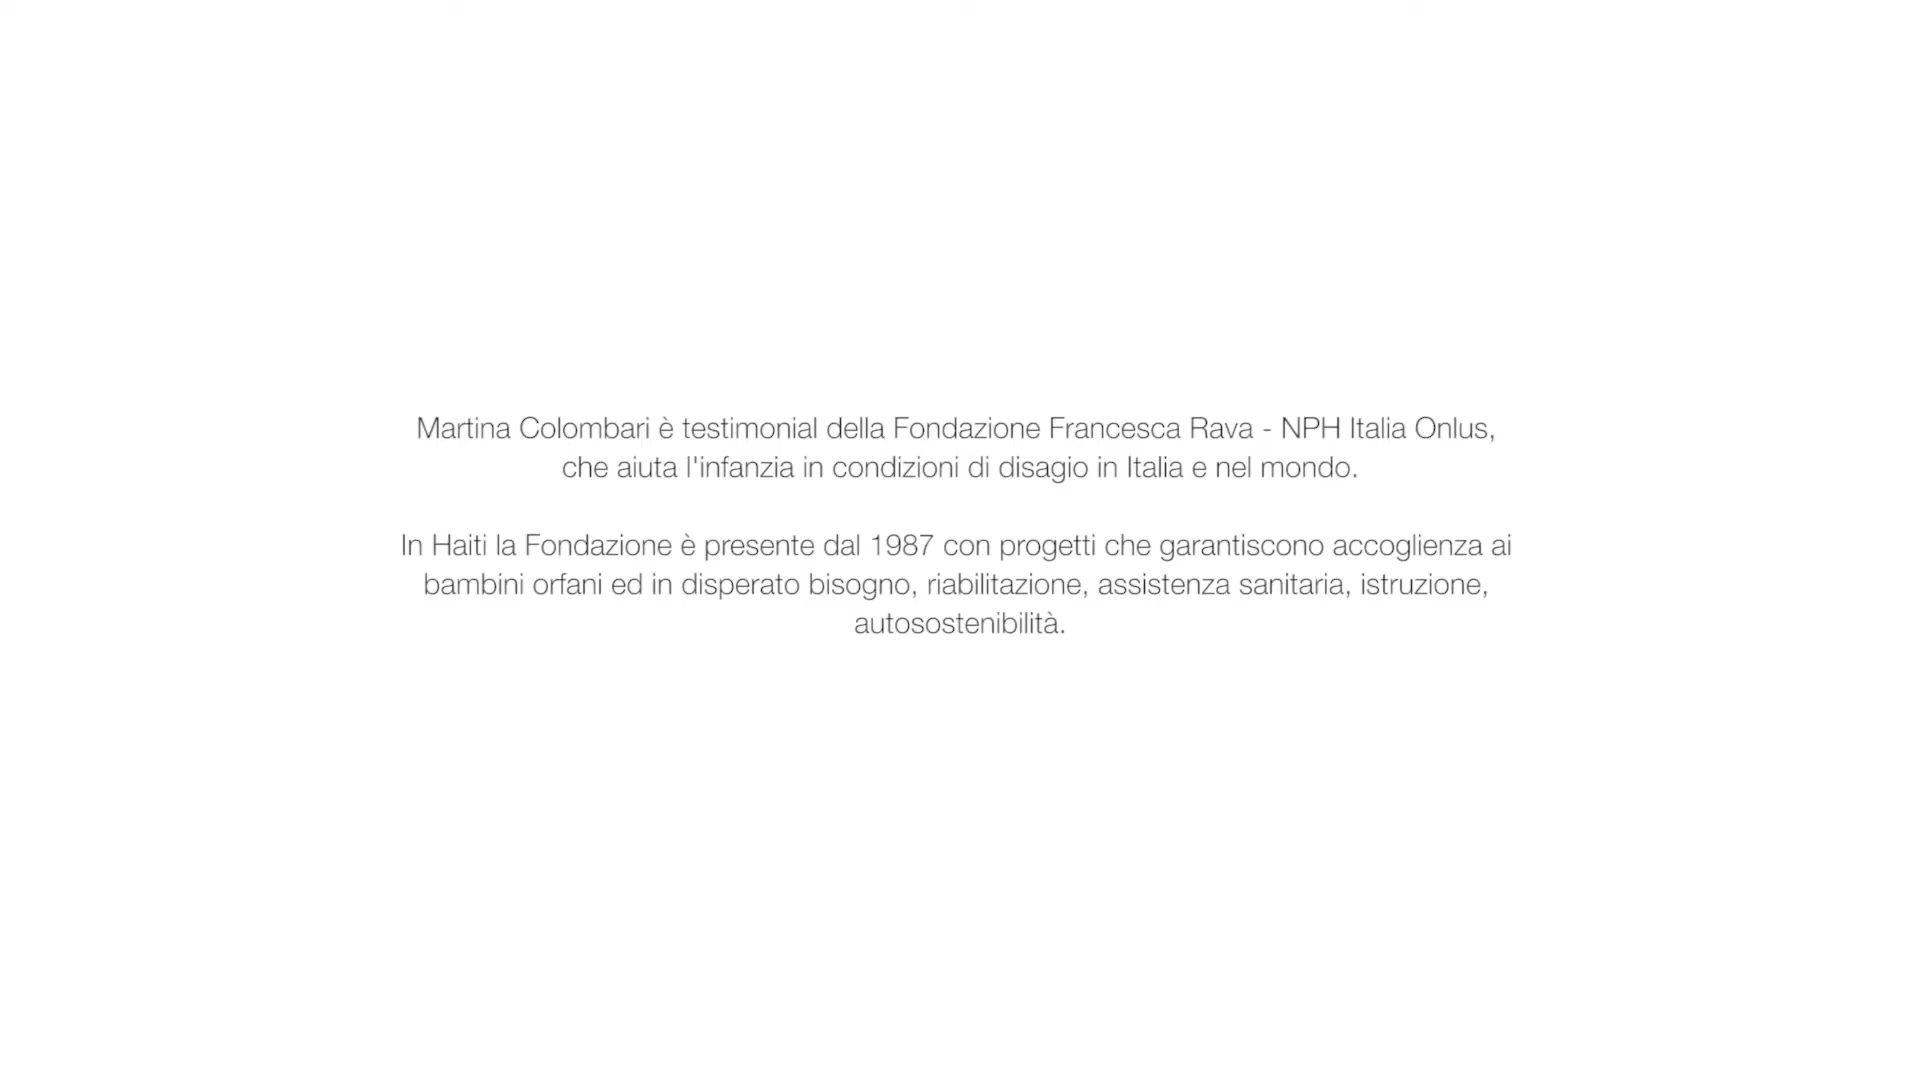 Martina Colombari è testimonial della Fondazione Francesca Rava - NPH Italia Onlus,
che aiuta l'infanzia in condizioni di disagio in Italia e nel mondo.
In Haiti la Fondazione è presente dal 1987 con progetti che garantiscono accoglienza ai
bambini orfani ed in disperato bisogno, riabilitazione, assistenza sanitaria, istruzione,
autosostenibilità.